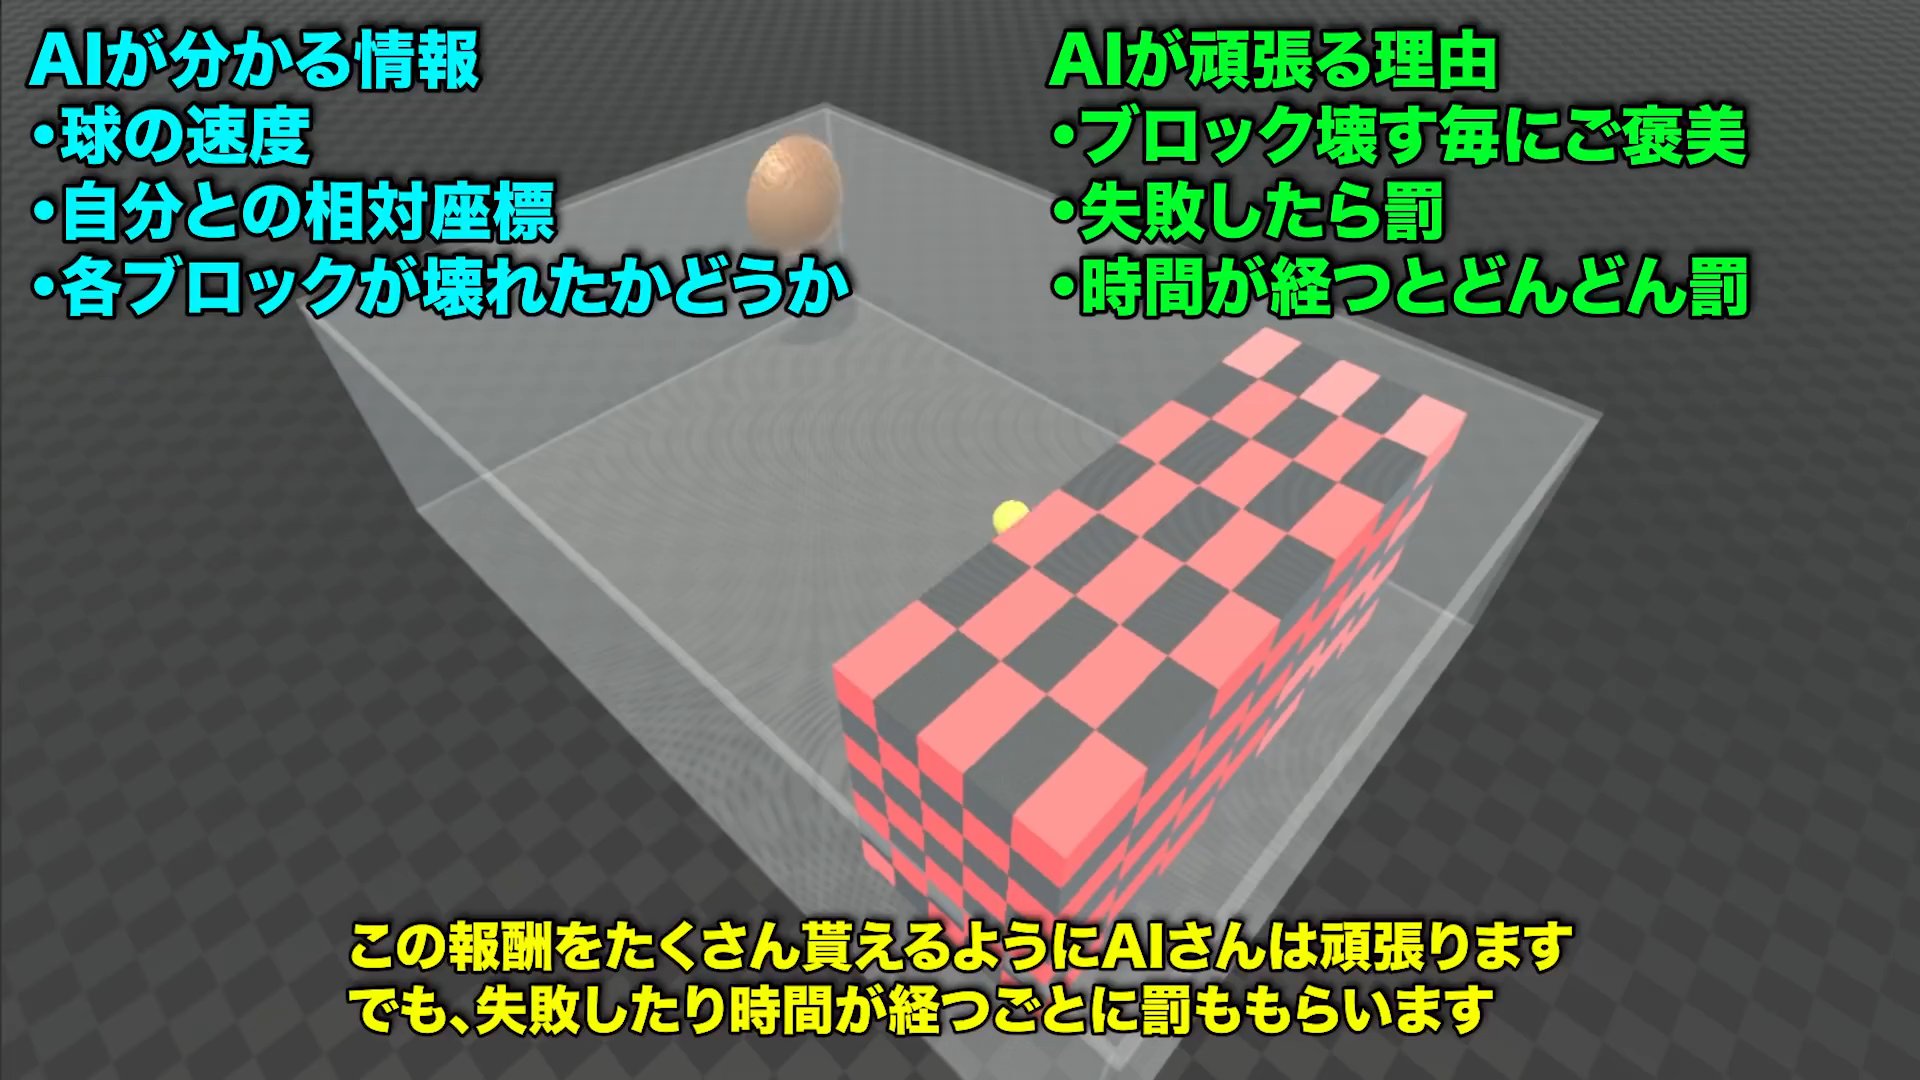 AIが分かる情報
・球の速度
・自分との相対座標
・各ブロックが壊れたかどうか
AIが頑張る理由
・ブロック壊す毎にご褒美
・失敗したら罰
・時間が経つとどんどん罰
この報酬をたくさん貰えるようにAIさんは頑張ります
でも、失敗したり時間が経つごとに罰ももらいます